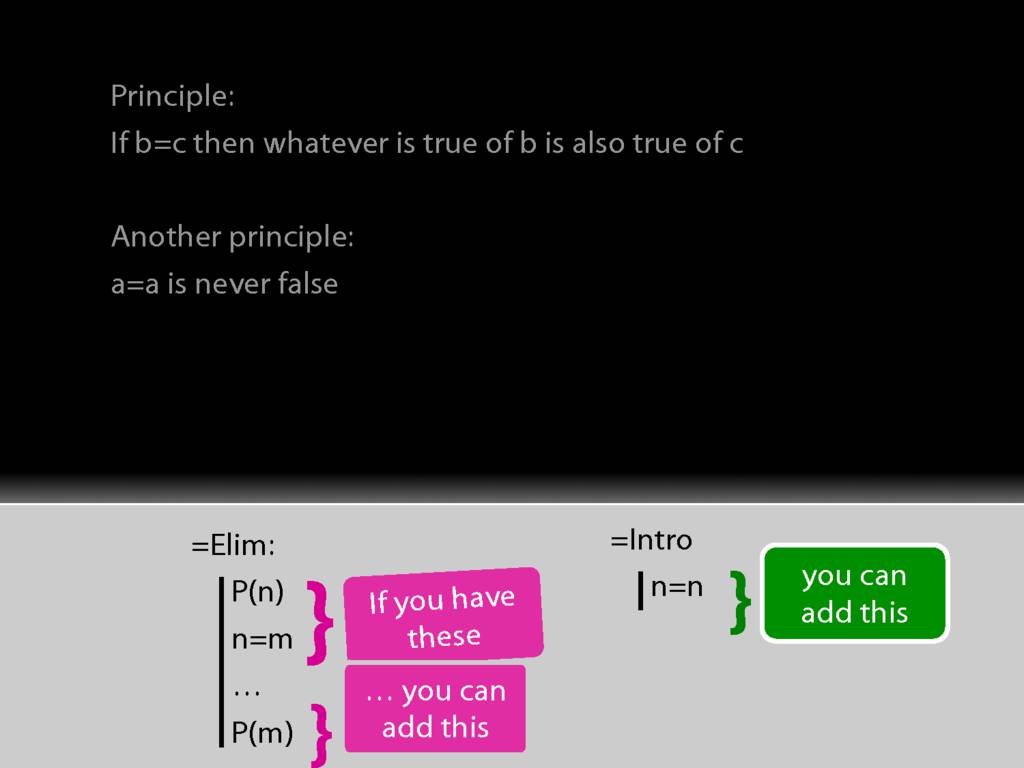 Principle:
If b=c then whatever is true of b is also true of c
Another principle:
a=a is never false
=Elim:
P(n)
n=m
…
P(m)
If you have
these
… you can
add this
=Intro
n=n
you can
add this